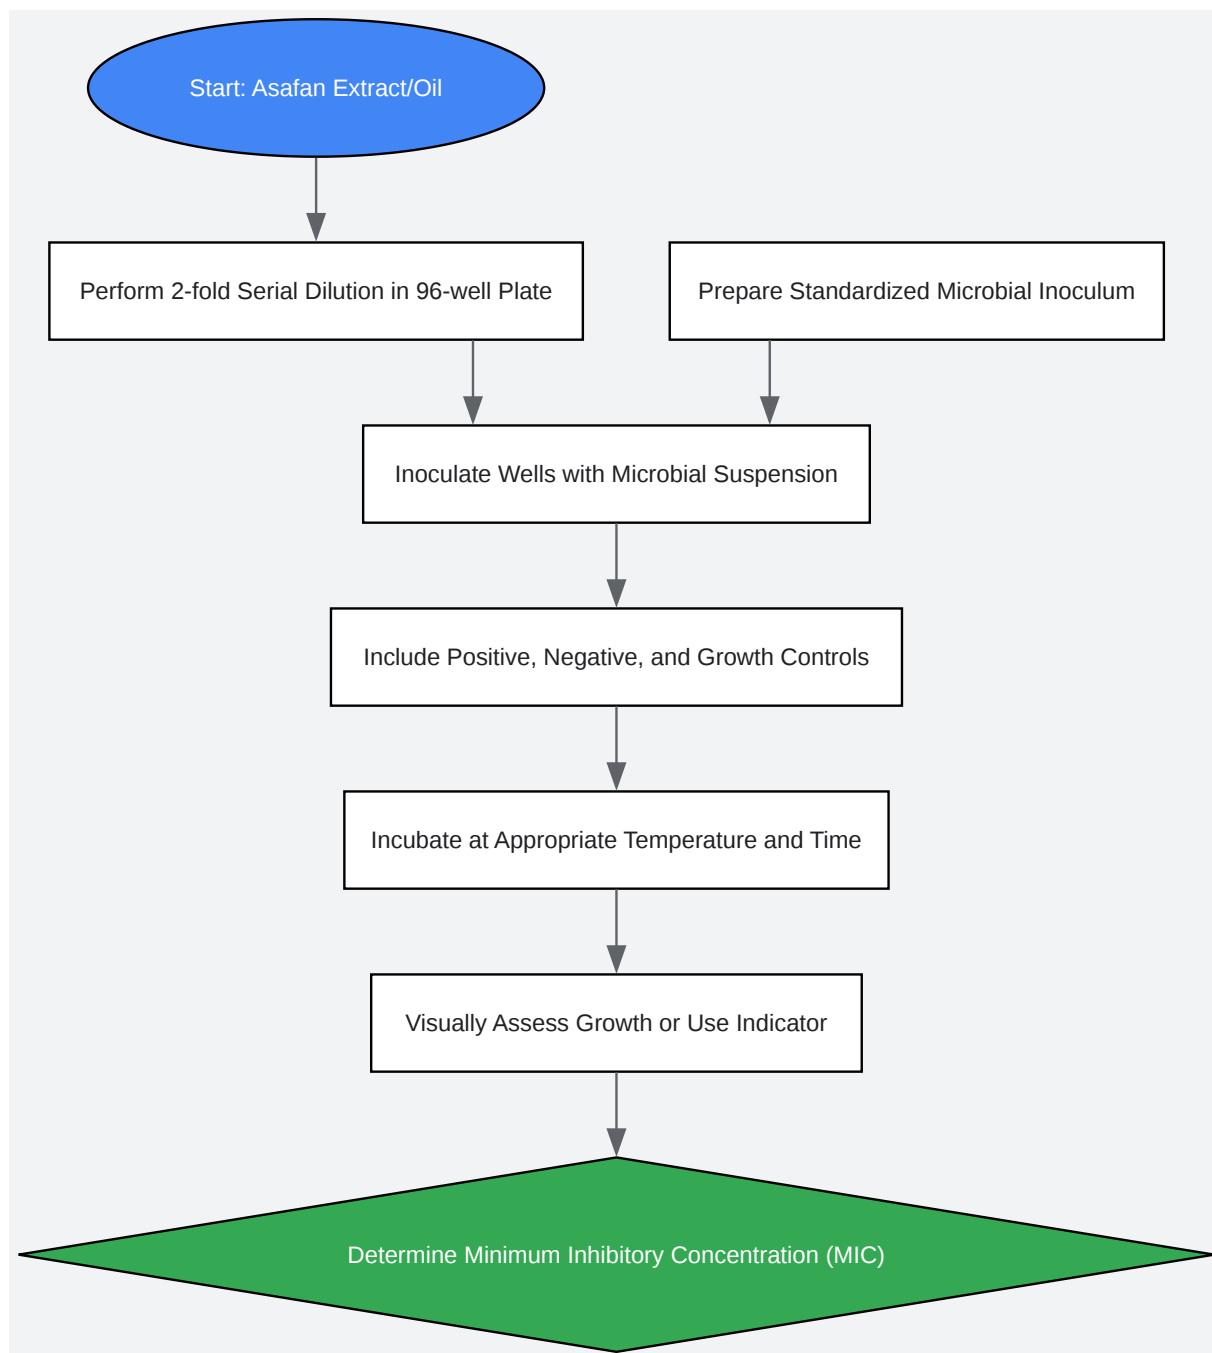 Start: Asafan Extract/Oil
Perform 2-fold Serial Dilution in 96-well Plate
Prepare Standardized Microbial Inoculum
Inoculate Wells with Microbial Suspension
Include Positive, Negative, and Growth Controls
Incubate at Appropriate Temperature and Time
Visually Assess Growth or Use Indicator
Determine Minimum Inhibitory Concentration (MIC)